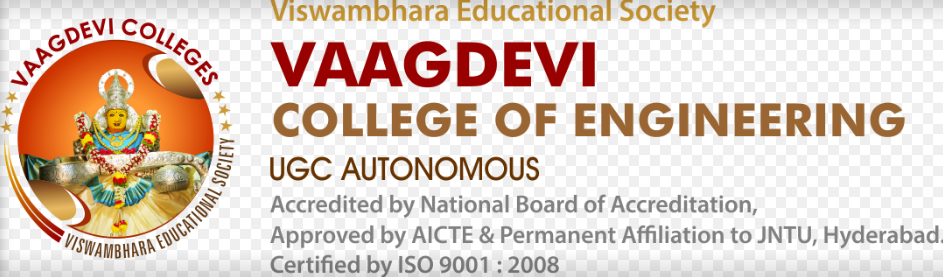 VAAGDEVI COLLEGES
VISWAMBHARA EDUCATIONAL SOCIETY
Viswambhara Educational Society
VAAGDEVI
COLLEGE OF ENGINEERING
UGC AUTONOMOUS
Accredited by National Board of Accreditation,
Approved by AICTE & Permanent Affiliation to JNTU, Hyderabad.
Certified by ISO 9001 : 2008